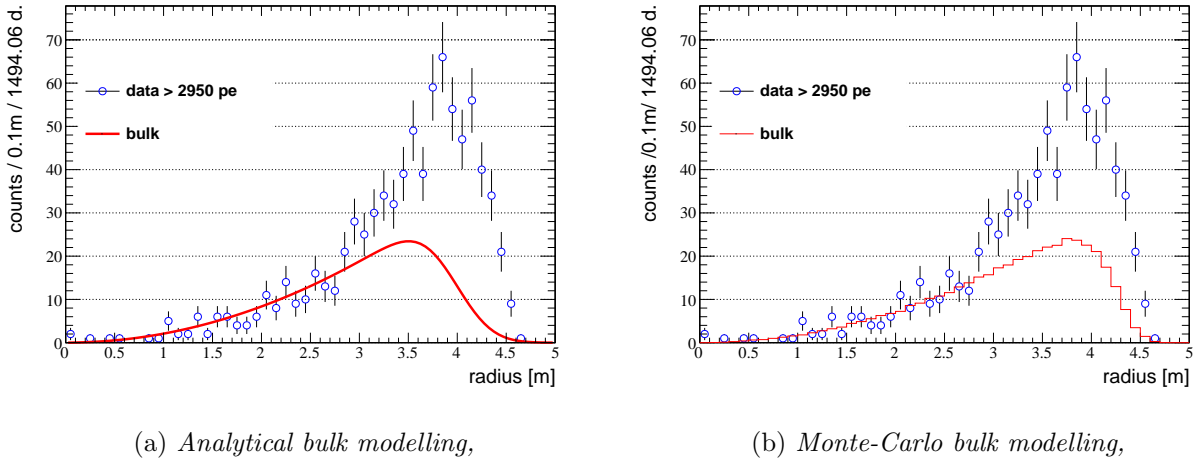 counts / 0.1m / 1494.06 d.
70
60
50
40
30
20
10
0
data > 2950 pe
bulk
0 0.5 1 1.5 2 2.5 3 3.5 4 4.5 5
radius [m]
(a) Analytical bulk modelling,
counts /0.1m/ 1494.06 d.
70
60
50
40
30
20
10
0
data > 2950 pe
bulk
0 0.5 1 1.5 2 2.5 3 3.5 4 4.5 5
radius [m]
(b) Monte-Carlo bulk modelling,